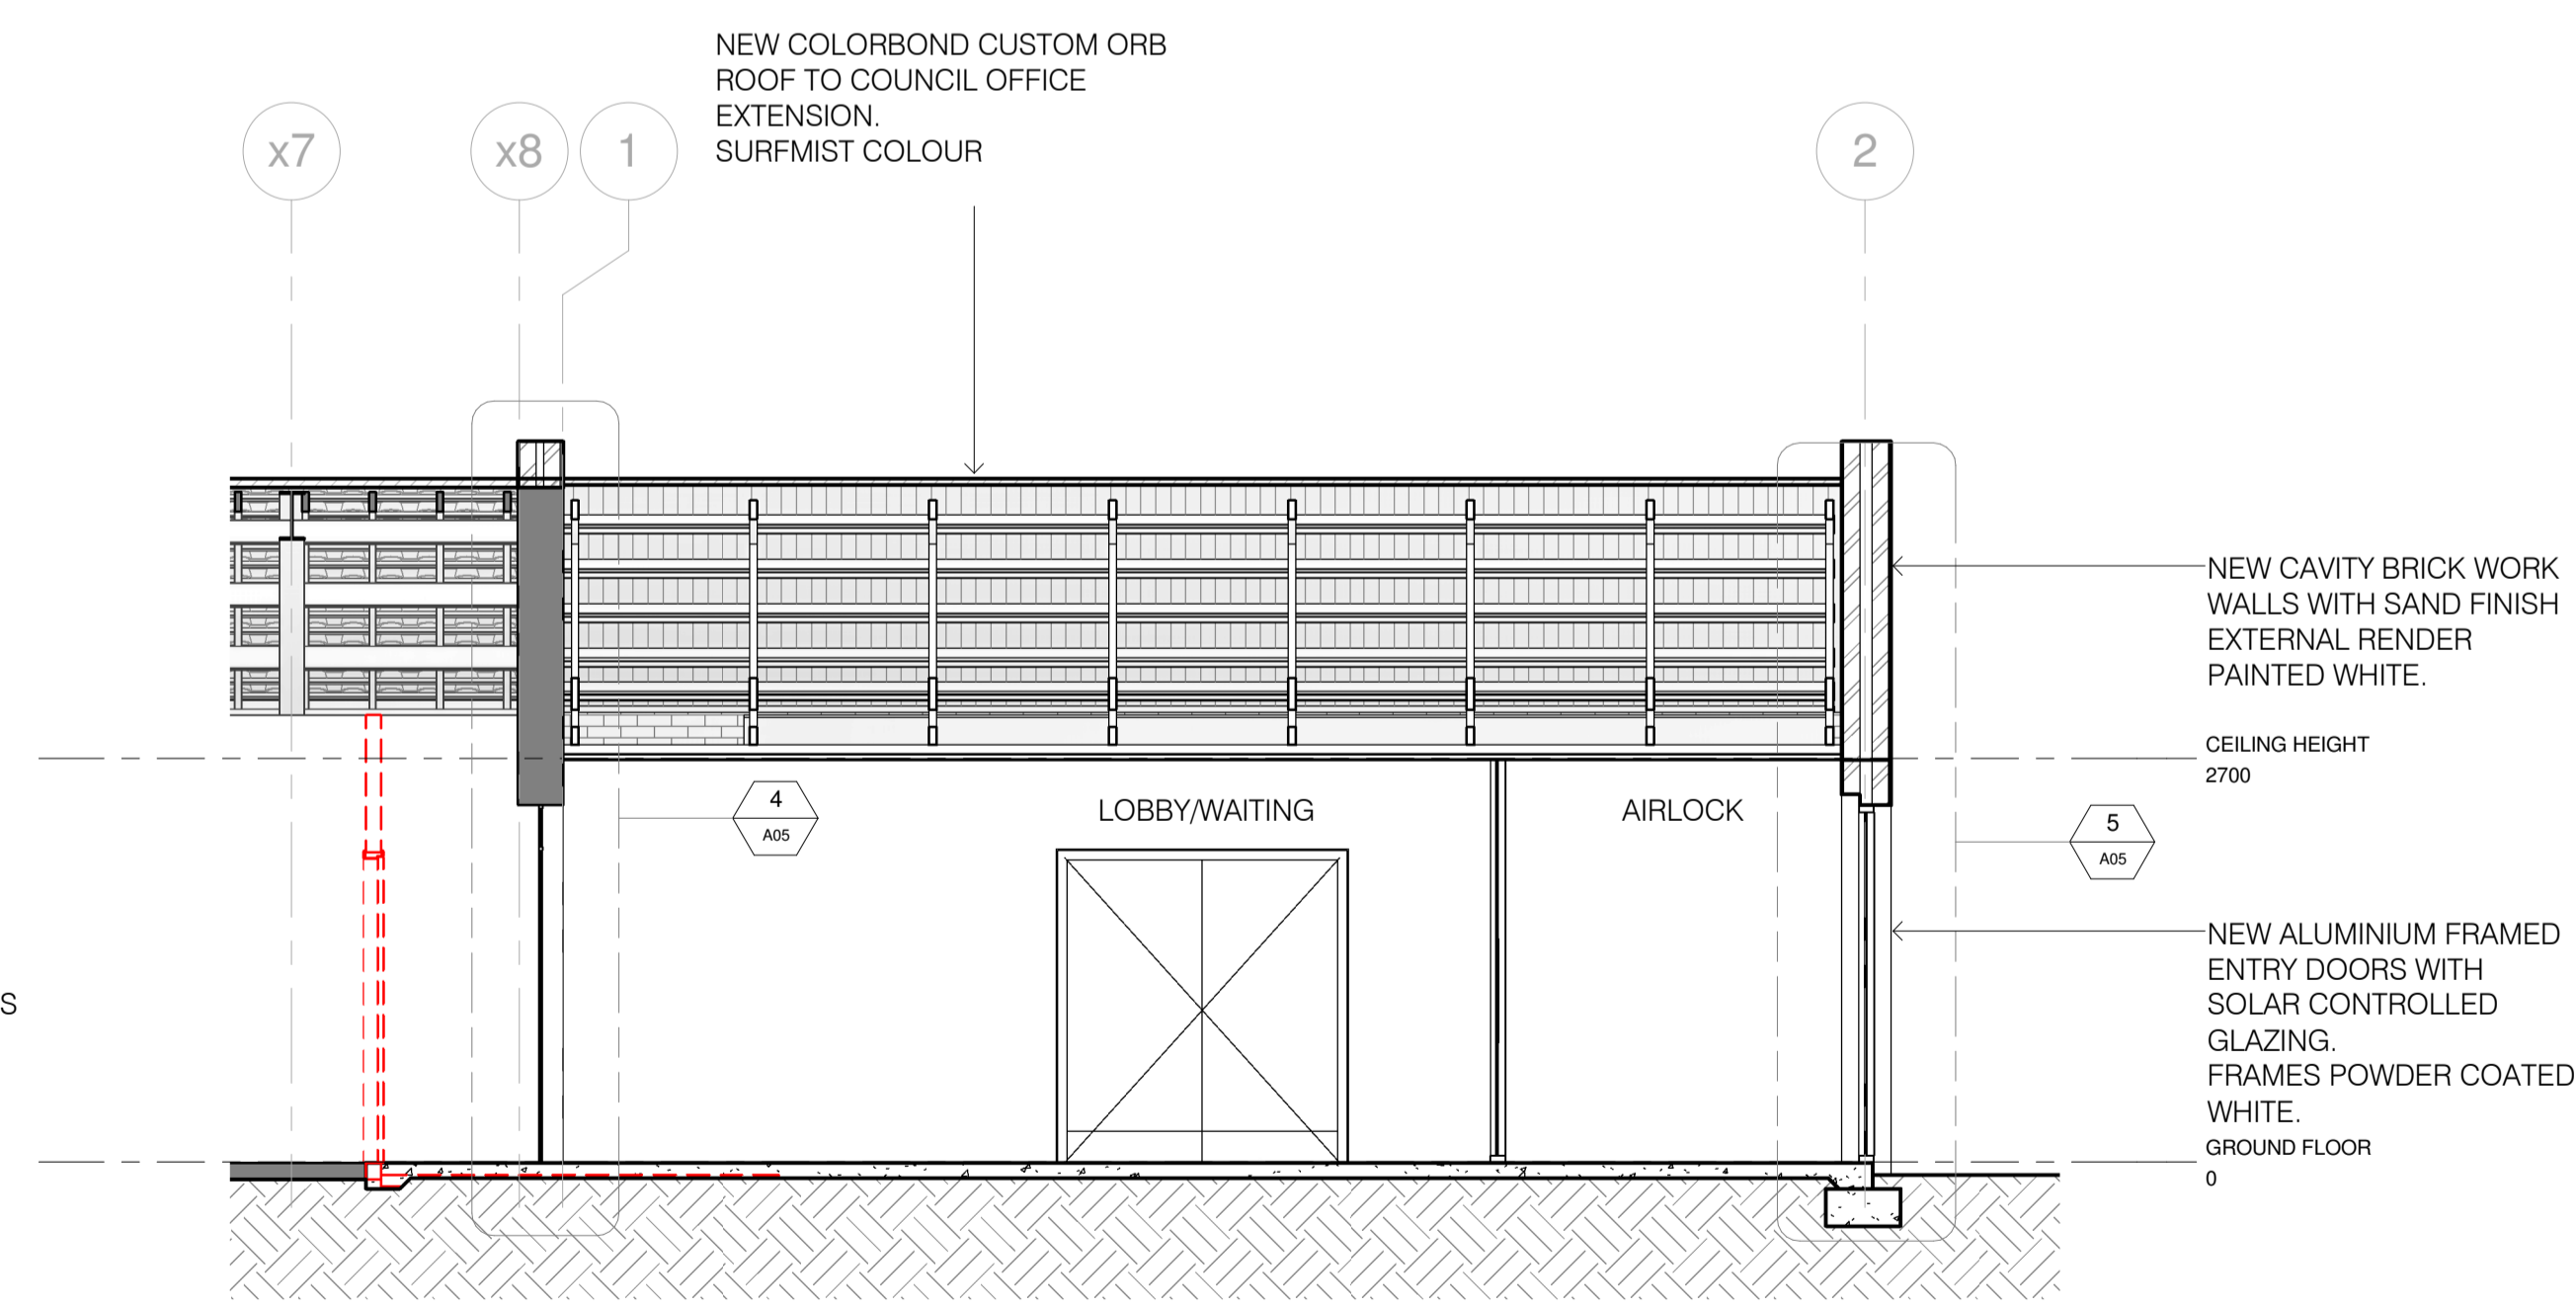 NEW COLORBOND CUSTOM ORB
ROOF TO COUNCIL OFFICE
EXTENSION.
SURFMIST COLOUR
x7
x8
1
2
NEW CAVITY BRICK WORK
WALLS WITH SAND FINISH
EXTERNAL RENDER
PAINTED WHITE.
CEILING HEIGHT
2700
4
A05
LOBBY/WAITING
AIRLOCK
5
A05
NEW ALUMINIUM FRAMED
ENTRY DOORS WITH
SOLAR CONTROLLED
GLAZING.
FRAMES POWDER COATED
WHITE.
S
GROUND FLOOR
0